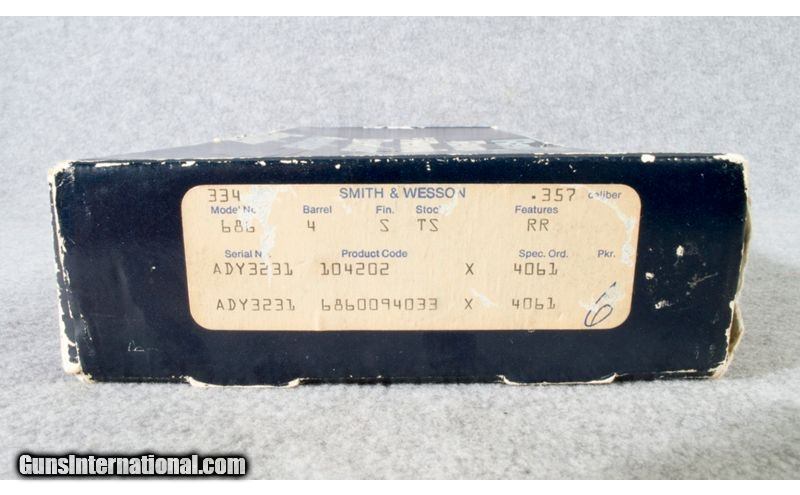 334 SMITH & WESSON .357 caliber
Model No. Barrel Fin. Stock Features
686 4 S TS RR
Serial No. Product Code Spec. Ord. Pkr.
ADY3231 104202 X 4061
ADY3231 6860094033 X 4061
6
GunsInternational.com